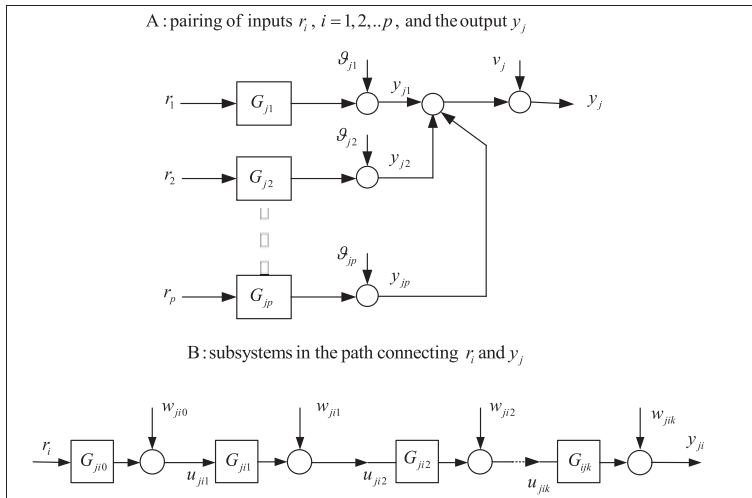 A : pairing of inputs r_i , i = 1, 2,..p, and the output y_j
ϑ_j1
v_j
y_j1
r_1 G_j1 y_j
ϑ_j2
y_j2
r_2 G_j2
ϑ_jp
y_jp
r_p G_jp
B : subsystems in the path connecting r_i and y_j
w_ji0 w_ji1 w_ji2 w_jik
r_i G_ji0 G_ji1 G_ji2 G_ijk y_ji
u_ji1 u_ji2 u_jik